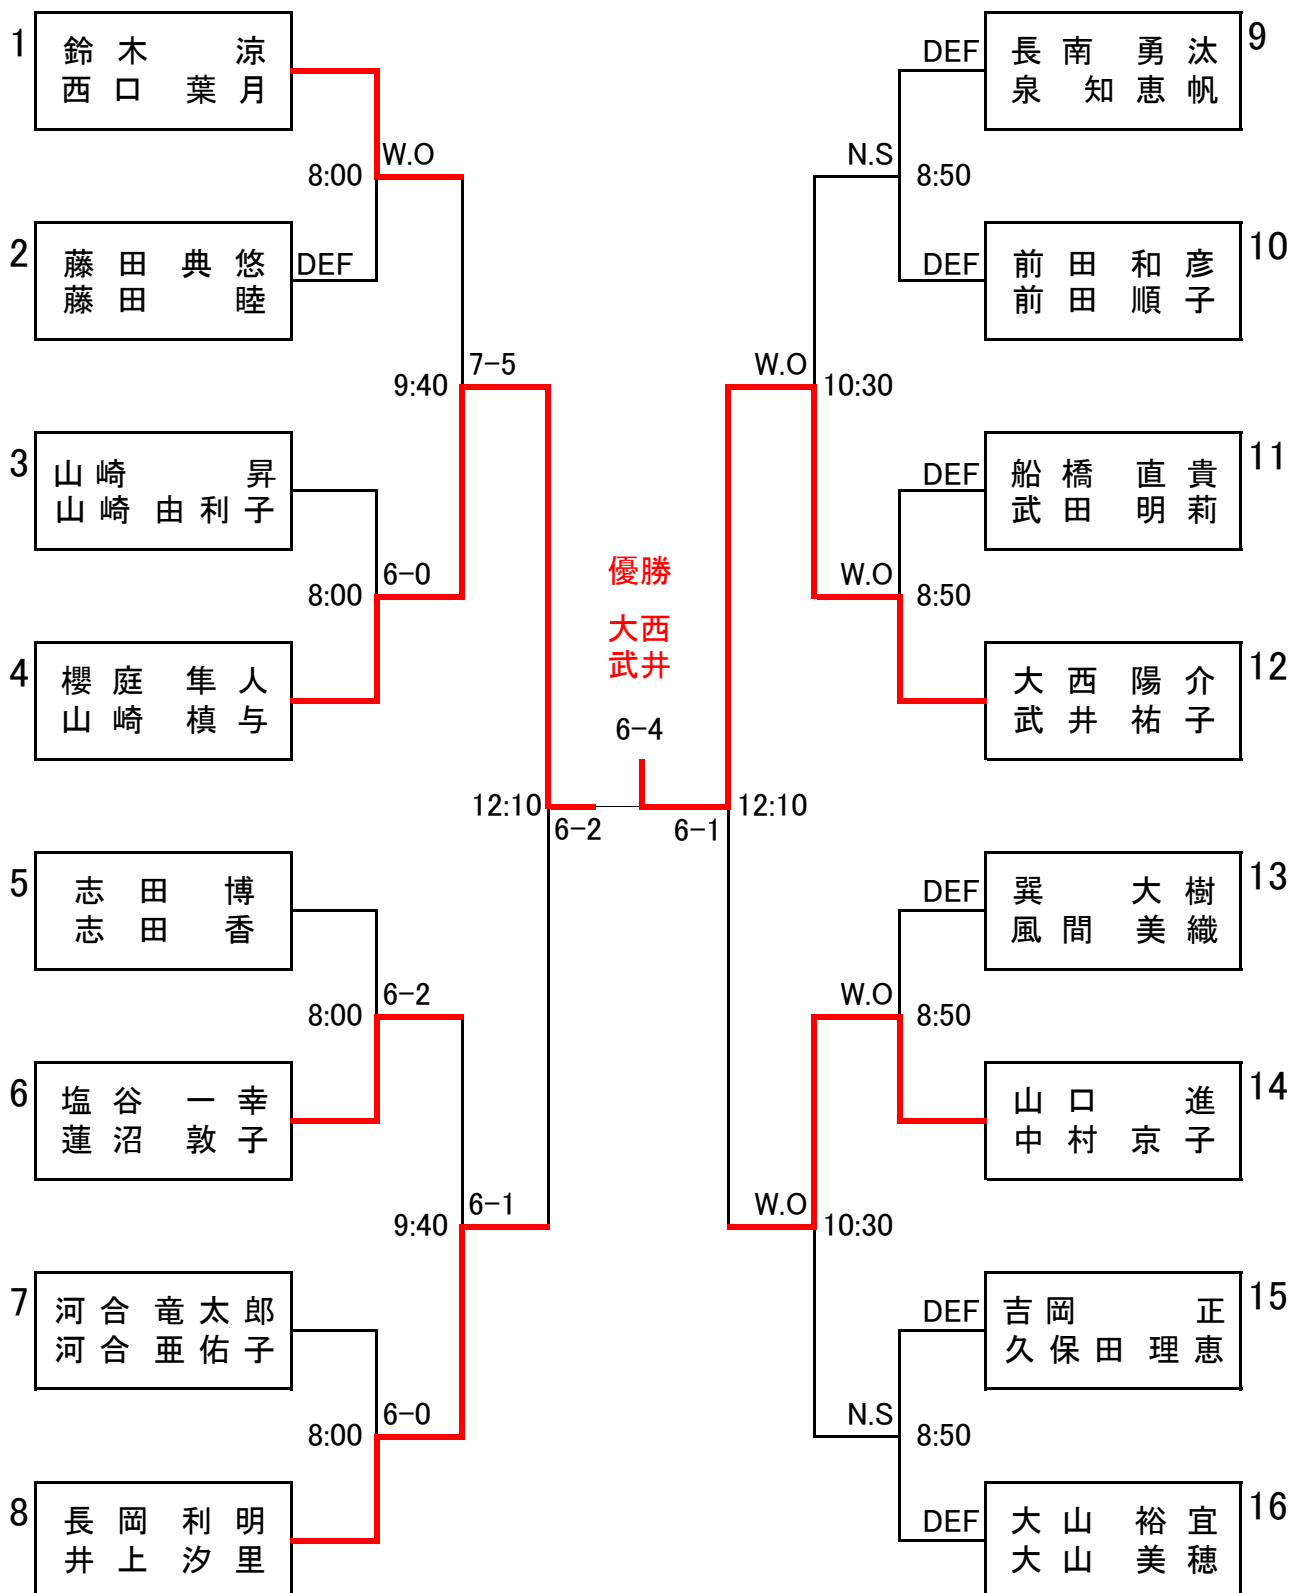 1
鈴木 涼
西口 葉月
W.O
8:00
2
藤田 典悠
藤田 睦
DEF
7-5
9:40
3
山崎 昇
山崎 由利子
6-0
8:00
4
櫻庭 隼人
山崎 槙与
12:10
6-2
5
志田 博
志田 香
6-2
8:00
6
塩谷 一幸
蓮沼 敦子
6-1
9:40
7
河合 竜太郎
河合 亜佑子
6-0
8:00
8
長岡 利明
井上 汐里
優勝
大西
武井
6-4
DEF
長南 勇汰
泉 知恵帆
9
N.S
8:50
DEF
前田 和彦
前田 順子
10
W.O
10:30
DEF
船橋 直貴
武田 明莉
11
W.O
8:50
大西 陽介
武井 祐子
12
6-1
12:10
DEF
巽 大樹
風間 美織
13
W.O
8:50
山口 進
中村 京子
14
W.O
10:30
DEF
吉岡 正
久保田 理恵
15
N.S
8:50
DEF
大山 裕宜
大山 美穂
16